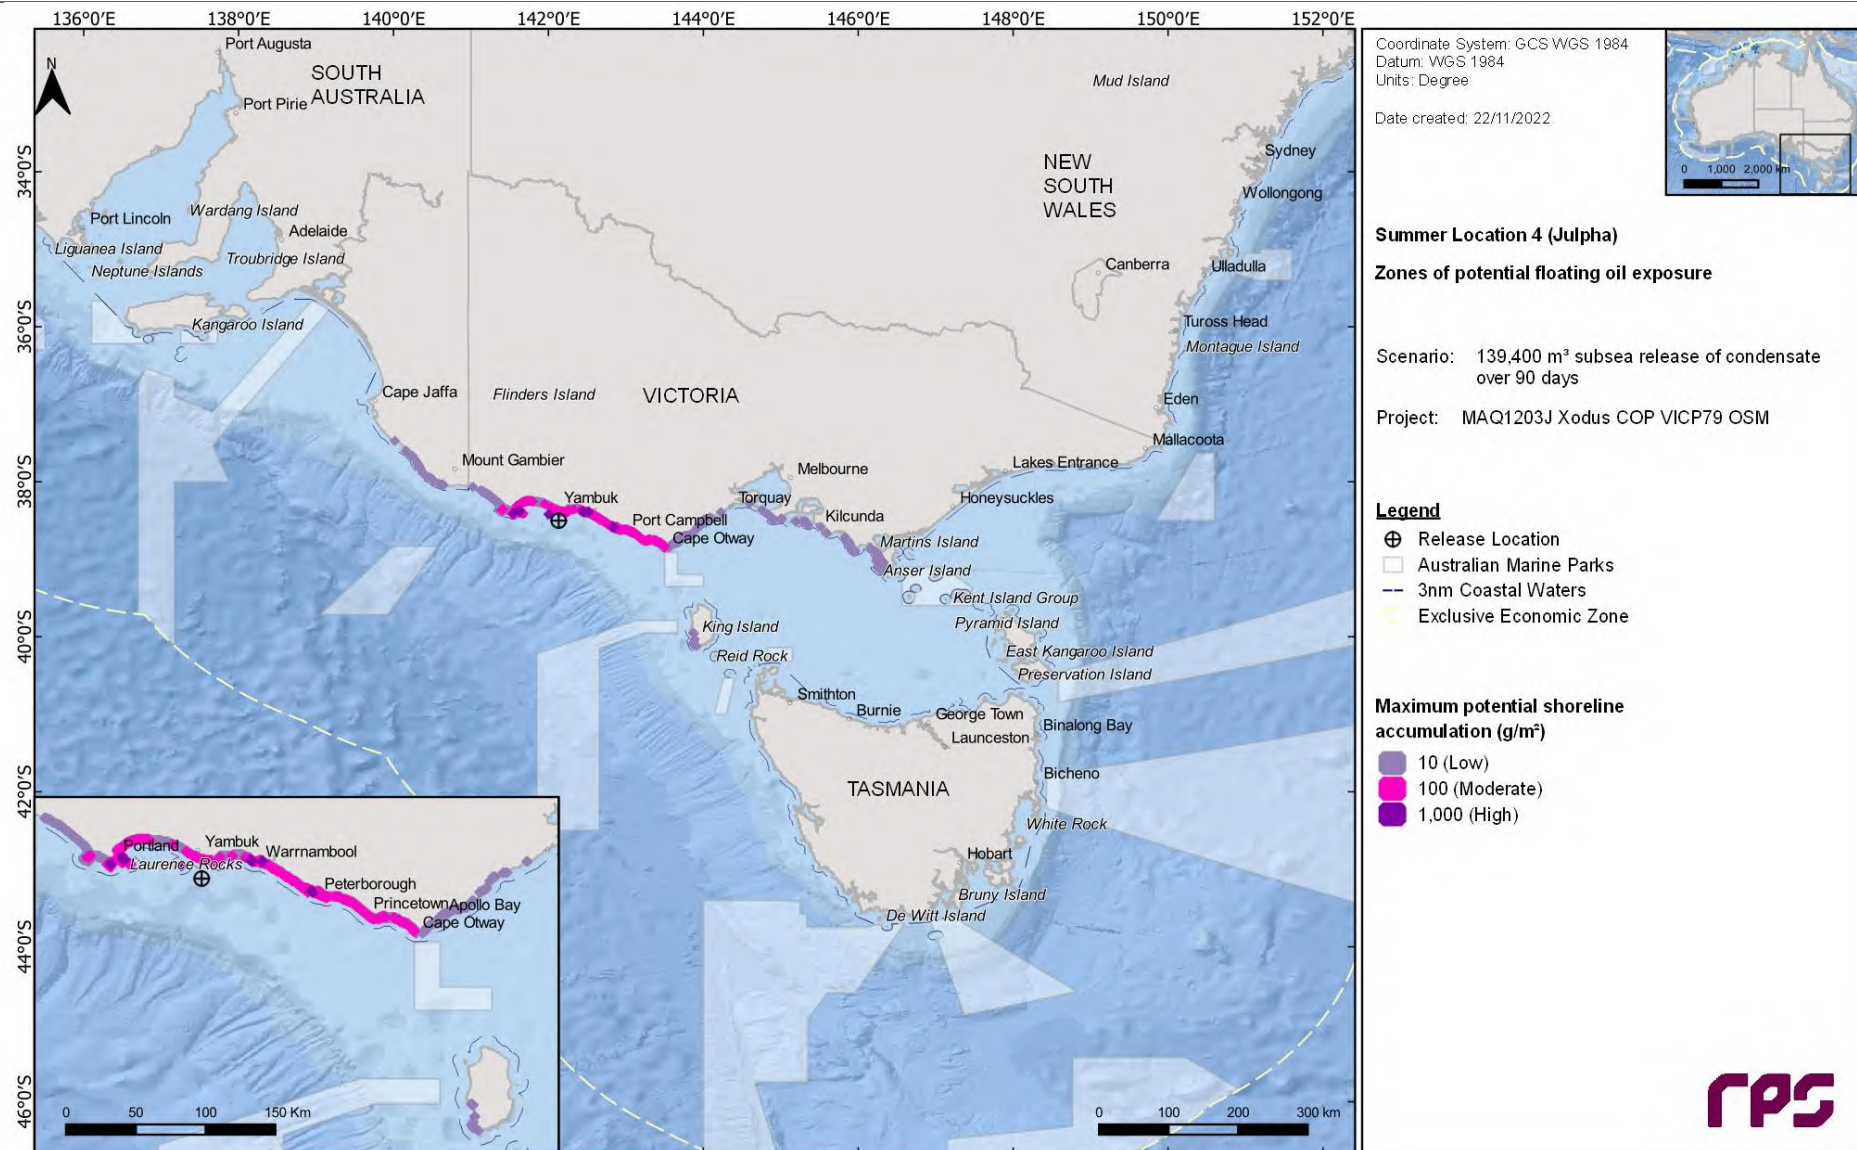 136°0'E 138°0'E 140°0'E 142°0'E 144°0'E 146°0'E 148°0'E 150°0'E 152°0'E
34°0'S
36°0'S
38°0'S
40°0'S
42°0'S
44°0'S
46°0'S
N
Port Augusta
SOUTH
AUSTRALIA
Port Pirie
Mud Island
NEW
SOUTH
WALES
Sydney
Wollongong
Port Lincoln
Wardang Island
Adelaide
Liguanea Island
Troubridge Island
Neptune Islands
Canberra
Ulladulla
Kangaroo Island
Tuross Head
Montague Island
Cape Jaffa
Flinders Island
VICTORIA
Eden
Mallacoota
Mount Gambier
Melbourne
Lakes Entrance
Yambuk
Torquay
Honeysuckles
Port Campbell
Kilcunda
Cape Otway
Martins Island
Anser Island
Kent Island Group
King Island
Pyramid Island
Reid Rock
East Kangaroo Island
Preservation Island
Smithton
Burnie
George Town
Binalong Bay
Launceston
Bicheno
TASMANIA
White Rock
Hobart
Bruny Island
De Witt Island
0 100 200 300 km
Portland
Yambuk
Warrnambool
Laurence Rocks
Peterborough
Princetown
Apollo Bay
Cape Otway
0 50 100 150 Km
Coordinate System: GCS WGS 1984
Datum: WGS 1984
Units: Degree
Date created: 22/11/2022
0 1,000 2,000 km
Summer Location 4 (Julpha)
Zones of potential floating oil exposure
Scenario: 139,400 m³ subsea release of condensate
over 90 days
Project: MAQ1203J Xodus COP VICP79 OSM
Legend
Release Location
Australian Marine Parks
3nm Coastal Waters
Exclusive Economic Zone
Maximum potential shoreline
accumulation (g/m²)
10 (Low)
100 (Moderate)
1,000 (High)
rps